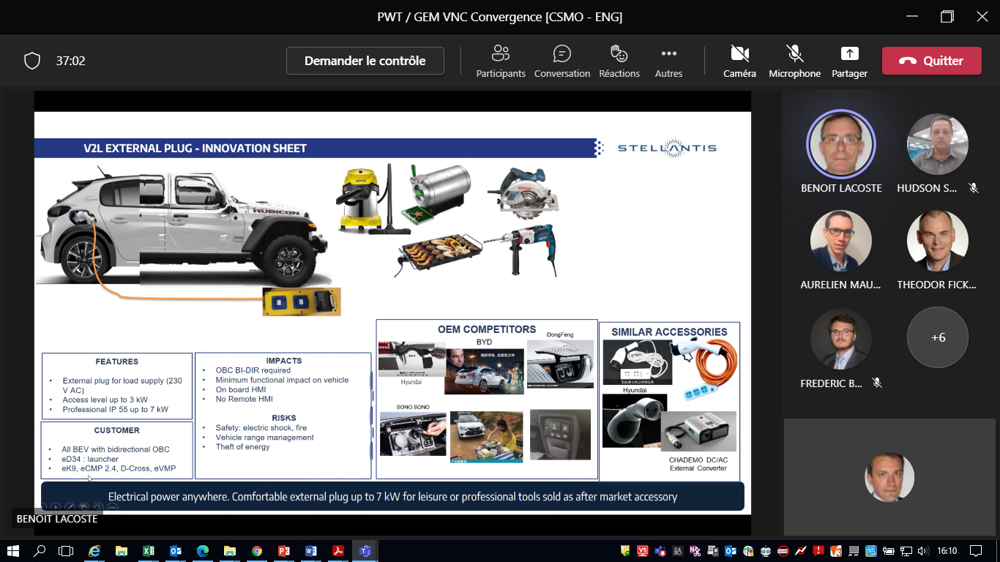 PWT / GEM VNC Convergence [CSMO - ENG]
37:02
Demander le contrôle
Participants
Conversation
Réactions
Autres
Caméra
Microphone
Partager
Quitter
V2L EXTERNAL PLUG - INNOVATION SHEET
STELLANTIS
RUBICON
Jeep
BOSCH
FEATURES
• External plug for load supply (230
V AC)
• Access level up to 3 kW
• Professional IP 55 up to 7 kW
CUSTOMER
• All BEV with bidirectional OBC
• eD34 : launcher
• eK9, eCMP 2.4, D-Cross, eVMP
IMPACTS
• OBC BI-DIR required
• Minimum functional impact on vehicle
• On board HMI
• No Remote HMI
RISKS
• Safety: electric shock, fire
• Vehicle range management
• Theft of energy
OEM COMPETITORS
BYD
DongFeng
Hyundai
SONO SONO
SIMILAR ACCESSORIES
Hyundai
CHADEMO DC/AC
External Converter
Electrical power anywhere. Comfortable external plug up to 7 kW for leisure or professional tools sold as after market accessory
BENOIT LACOSTE
BENOIT LACOSTE
HUDSON S...
AURELIEN MAU...
THEODOR FICK...
FREDERIC B...
+6
16:10